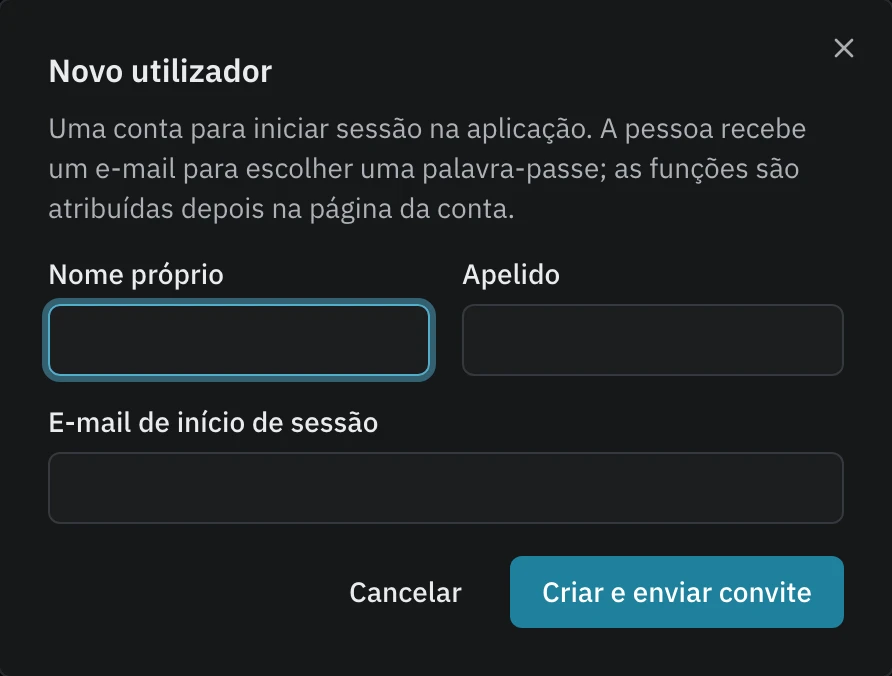 Novo utilizador
Uma conta para iniciar sessão na aplicação. A pessoa recebe
um e-mail para escolher uma palavra-passe; as funções são
atribuídas depois na página da conta.
Nome próprio
Apelido
E-mail de início de sessão
Cancelar
Criar e enviar convite